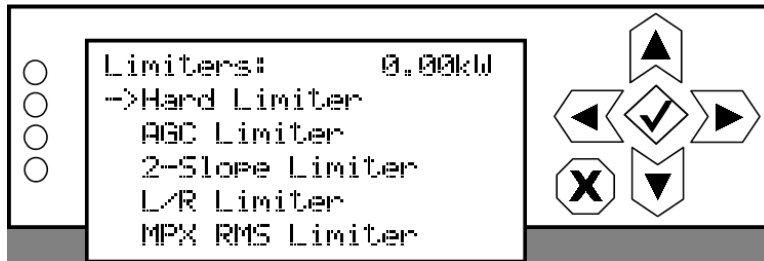 Limiters: 0.00kW
->Hard Limiter
AGC Limiter
2-Slope Limiter
L/R Limiter
MPX RMS Limiter
X